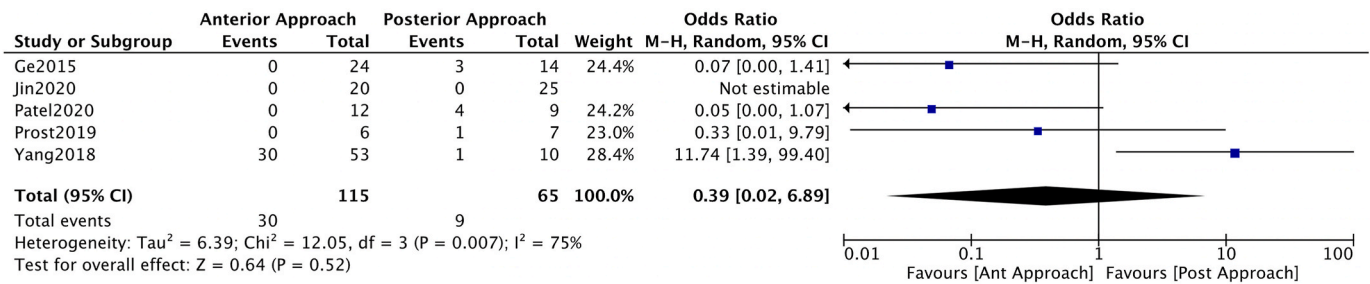 Anterior Approach Posterior Approach Odds Ratio Odds Ratio
Study or Subgroup Events Total Events Total Weight M-H, Random, 95% CI M-H, Random, 95% CI
Ge2015 0 24 3 14 24.4% 0.07 [0.00, 1.41]
Jin2020 0 20 0 25 Not estimable
Patel2020 0 12 4 9 24.2% 0.05 [0.00, 1.07]
Prost2019 0 6 1 7 23.0% 0.33 [0.01, 9.79]
Yang2018 30 53 1 10 28.4% 11.74 [1.39, 99.40]
Total (95% CI) 115 65 100.0% 0.39 [0.02, 6.89]
Total events 30 9
Heterogeneity: Tau² = 6.39; Chi² = 12.05, df = 3 (P = 0.007); I² = 75%
Test for overall effect: Z = 0.64 (P = 0.52)
0.01 0.1 1 10 100
Favours [Ant Approach] Favours [Post Approach]